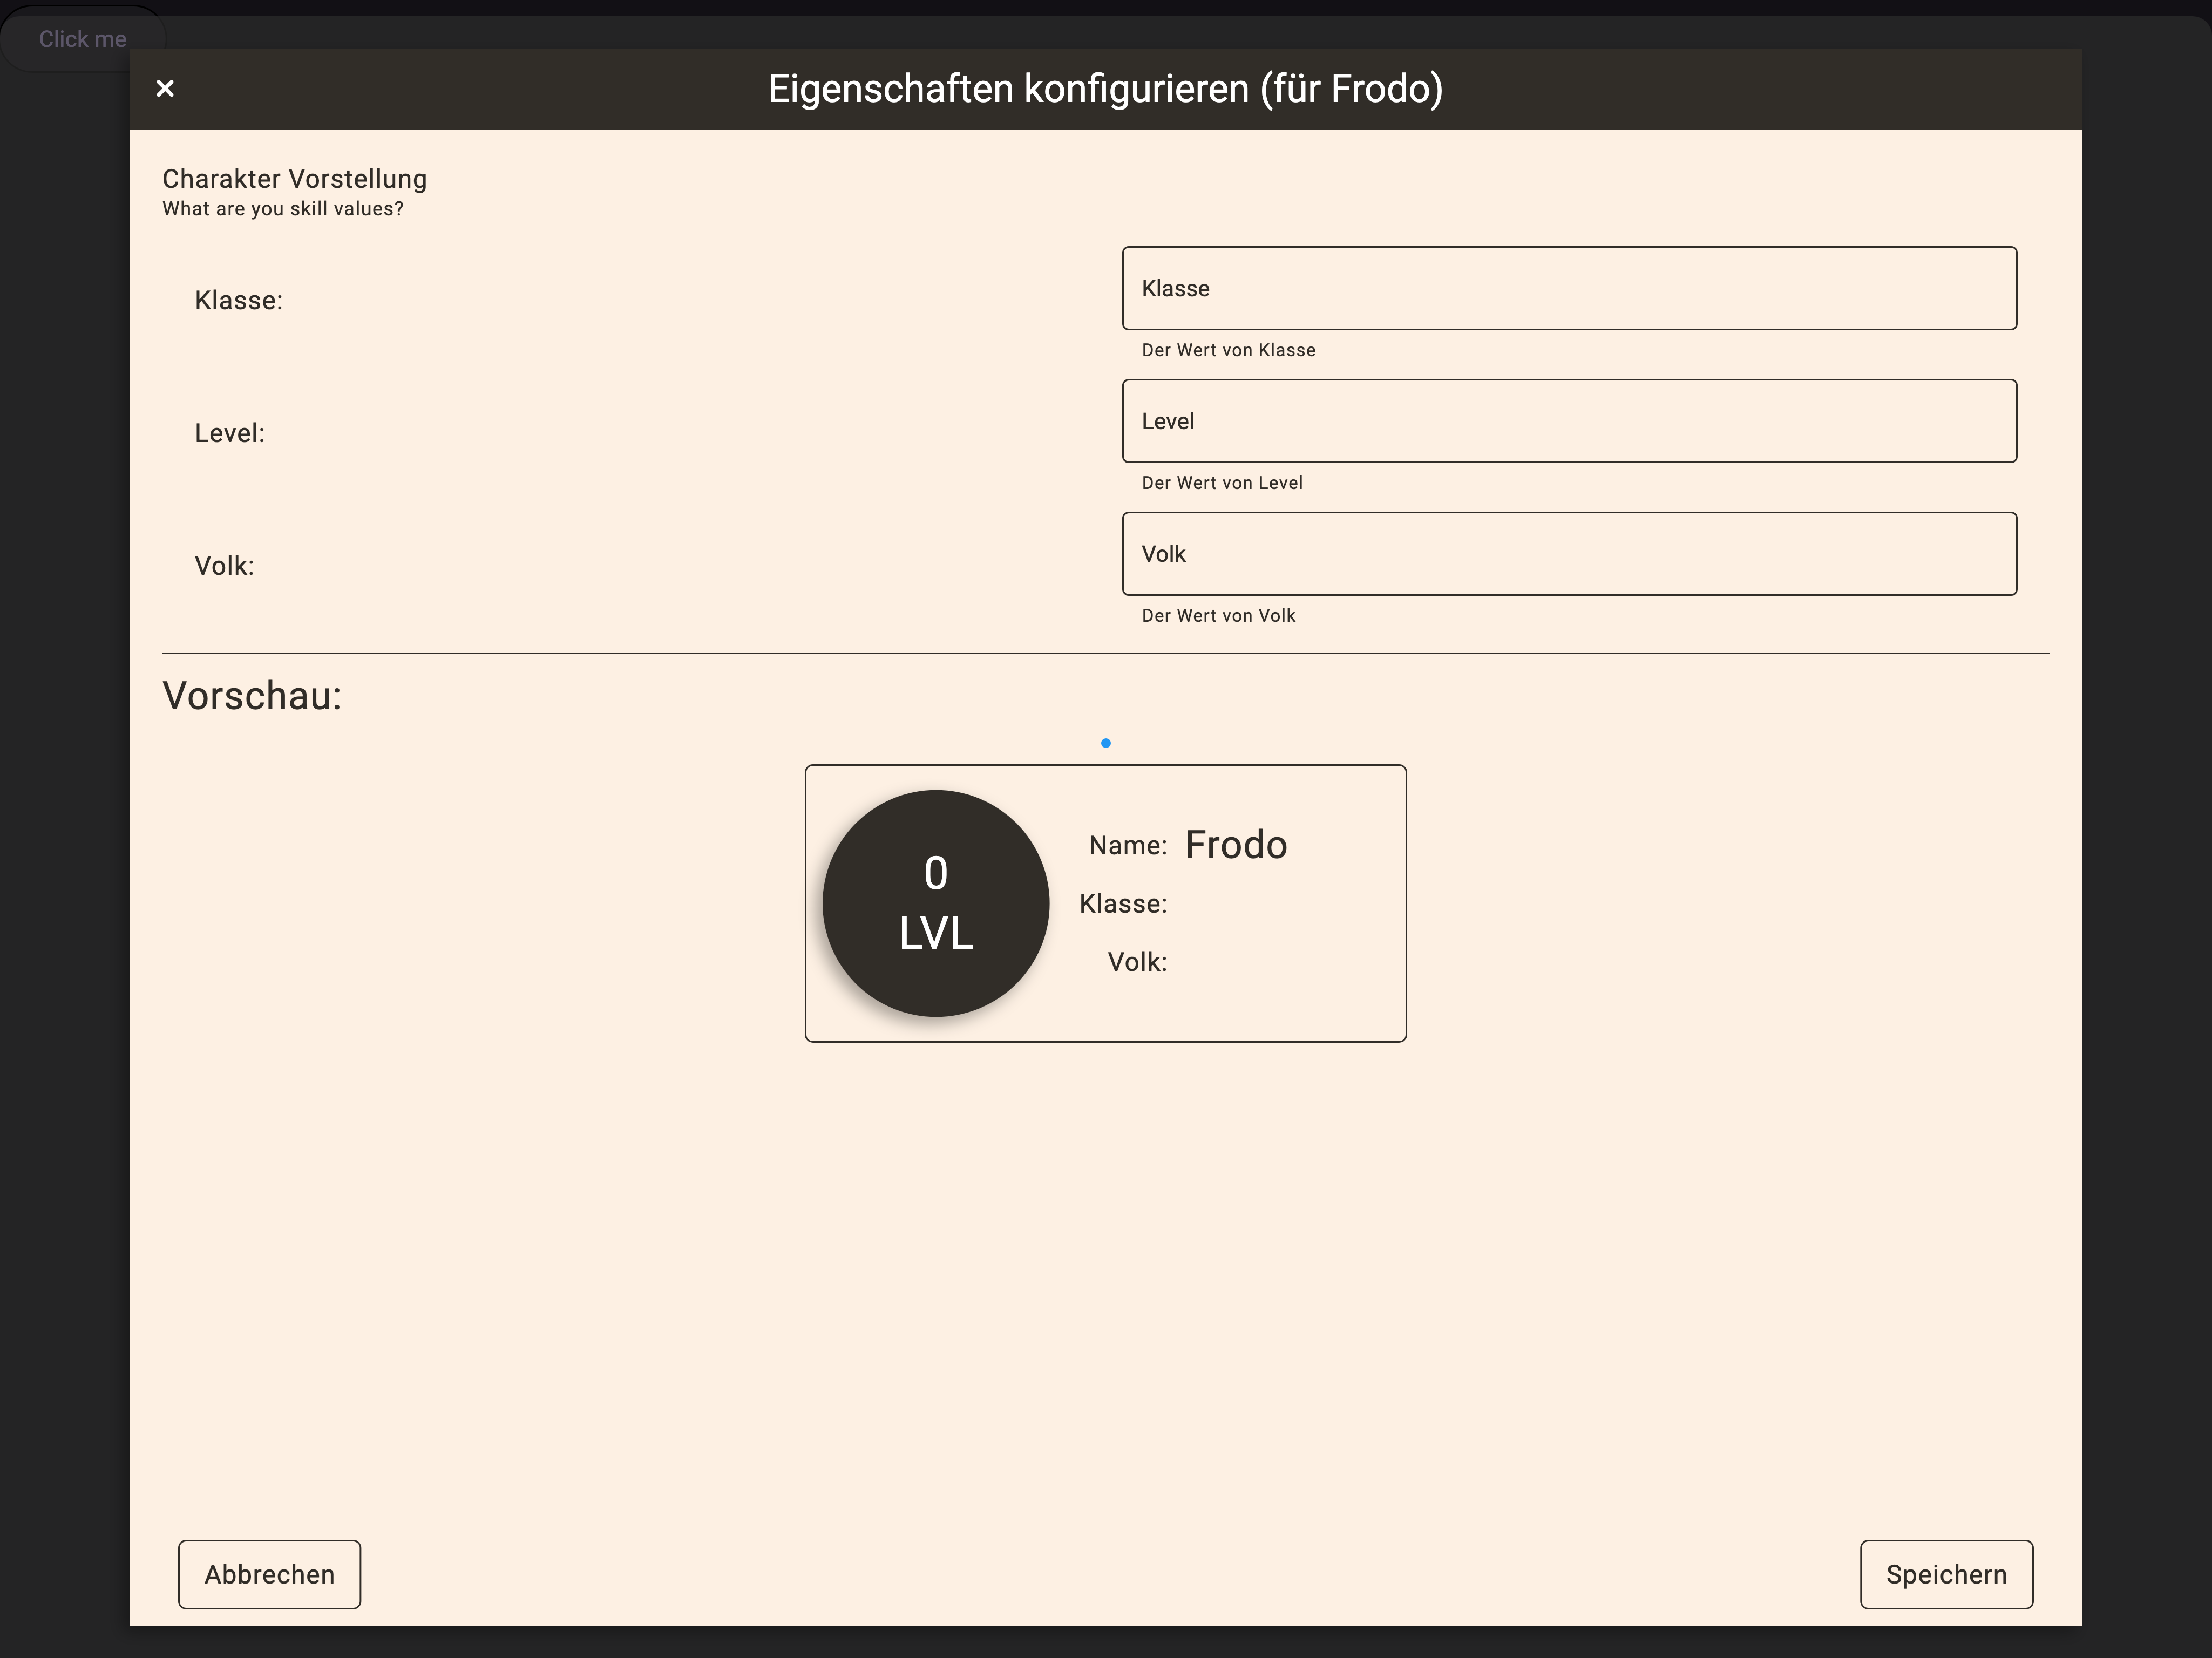 Click me
Eigenschaften konfigurieren (für Frodo)
Charakter Vorstellung
What are you skill values?
Klasse:
Klasse
Der Wert von Klasse
Level:
Level
Der Wert von Level
Volk:
Volk
Der Wert von Volk
Vorschau:
0
LVL
Name: Frodo
Klasse:
Volk:
Abbrechen
Speichern